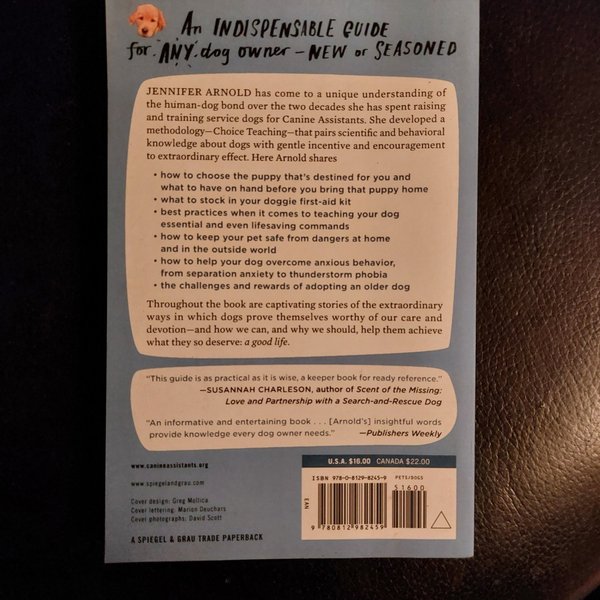 An INDISPENSABLE GUIDE
for ANY dog owner – NEW or SEASONED
JENNIFER ARNOLD has come to a unique understanding of
the human-dog bond over the two decades she has spent raising
and training service dogs for Canine Assistants. She developed a
methodology—Choice Teaching—that pairs scientific and behavioral
knowledge about dogs with gentle incentive and encouragement
to extraordinary effect. Here Arnold shares
• how to choose the puppy that's destined for you and
what to have on hand before you bring that puppy home
• what to stock in your doggie first-aid kit
• best practices when it comes to teaching your dog
essential and even lifesaving commands
• how to keep your pet safe from dangers at home
and in the outside world
• how to help your dog overcome anxious behavior,
from separation anxiety to thunderstorm phobia
• the challenges and rewards of adopting an older dog
Throughout the book are captivating stories of the extraordinary
ways in which dogs prove themselves worthy of our care and
devotion—and how we can, and why we should, help them achieve
what they so deserve: a good life.
"This guide is as practical as it is wise, a keeper book for ready reference."
—SUSANNAH CHARLESON, author of Scent of the Missing:
Love and Partnership with a Search-and-Rescue Dog
"An informative and entertaining book . . . [Arnold's] insightful words
provide knowledge every dog owner needs." —Publishers Weekly
www.canineassistants.org
www.spiegelandgrau.com
Cover design: Greg Mollica
Cover lettering: Marion Deuchars
Cover photographs: David Scott
A SPIEGEL & GRAU TRADE PAPERBACK
U.S.A. $16.00 CANADA $22.00
ISBN 978-0-8129-8245-9 PETS/DOGS
51600
EAN
9 780812 982459